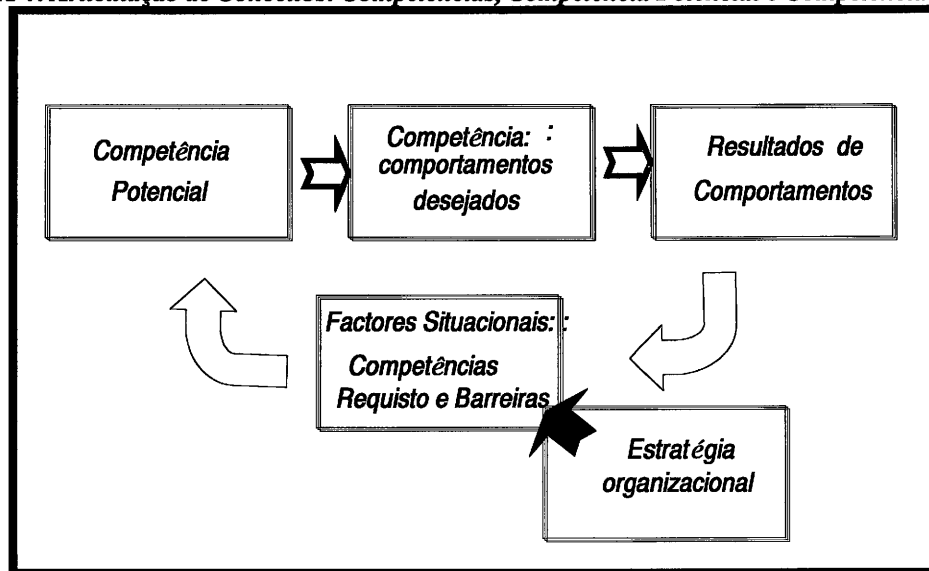 Competência
Potencial
Competência: :
comportamentos
desejados
Resultados de
Comportamentos
Factores Situacionais: :
Competências
Requisto e Barreiras
Estratégia
organizacional